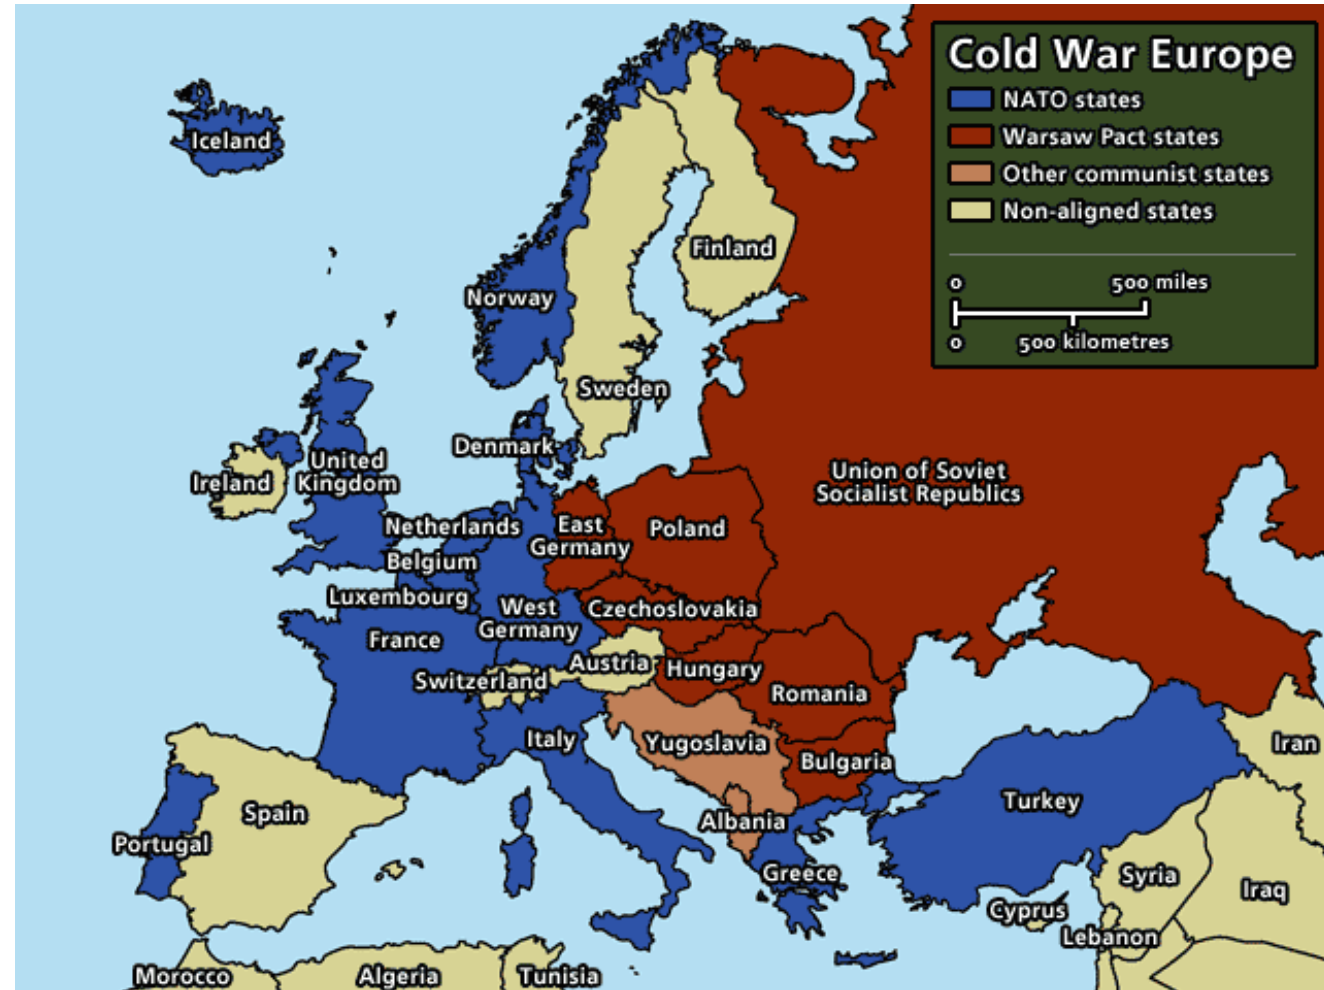 Cold War Europe
NATO states
Warsaw Pact states
Other communist states
Non-aligned states
0
500 miles
0
500 kilometres
Iceland
Finland
Norway
Sweden
Denmark
United
Kingdom
Ireland
Union of Soviet
Socialist Republics
Netherlands
East
Germany
Poland
Belgium
Luxembourg
West
Germany
Czechoslovakia
France
Austria
Hungary
Switzerland
Romania
Italy
Yugoslavia
Iran
Bulgaria
Turkey
Spain
Albania
Portugal
Greece
Syria
Iraq
Cyprus
Lebanon
Morocco
Algeria
Tunisia